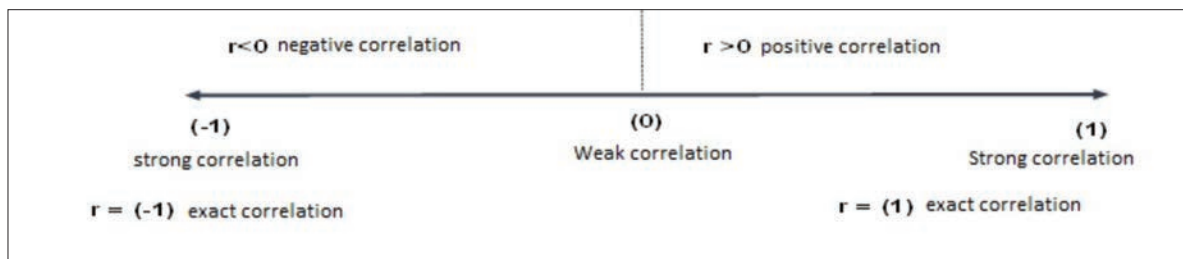 r<0 negative correlation
r >0 positive correlation
(-1)
(0)
(1)
strong correlation
Weak correlation
Strong correlation
r = (-1) exact correlation
r = (1) exact correlation